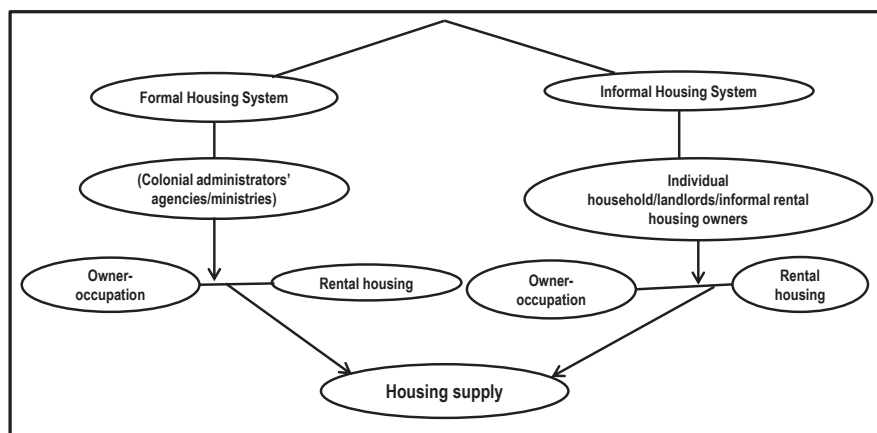 Formal Housing System
Informal Housing System
(Colonial administrators'
agencies/ministries)
Individual
household/landlords/informal rental
housing owners
Owner-
occupation
Rental housing
Owner-
occupation
Rental
housing
Housing supply